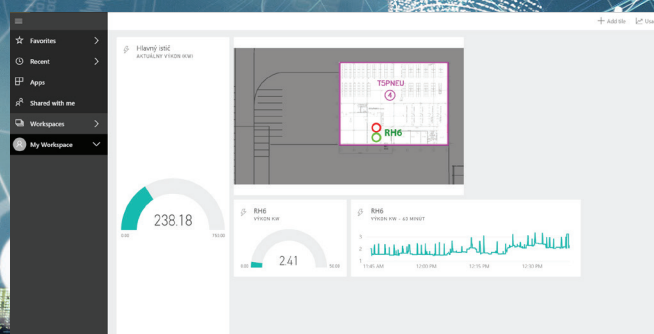 Add tile
Favorites
Recent
Apps
Shared with me
Workspaces
My Workspace
Hlavný istič
AKTUÁLNY VÝKON (KW)
238.18
0.00
T5PNEU
4
RH6
RH6
VÝKON KW
2.41
0.00
50.00
RH6
VÝKON KW - 60 MINÚT
3
2
1
11:45 AM
12:00 PM
12:15 PM
12:30 PM